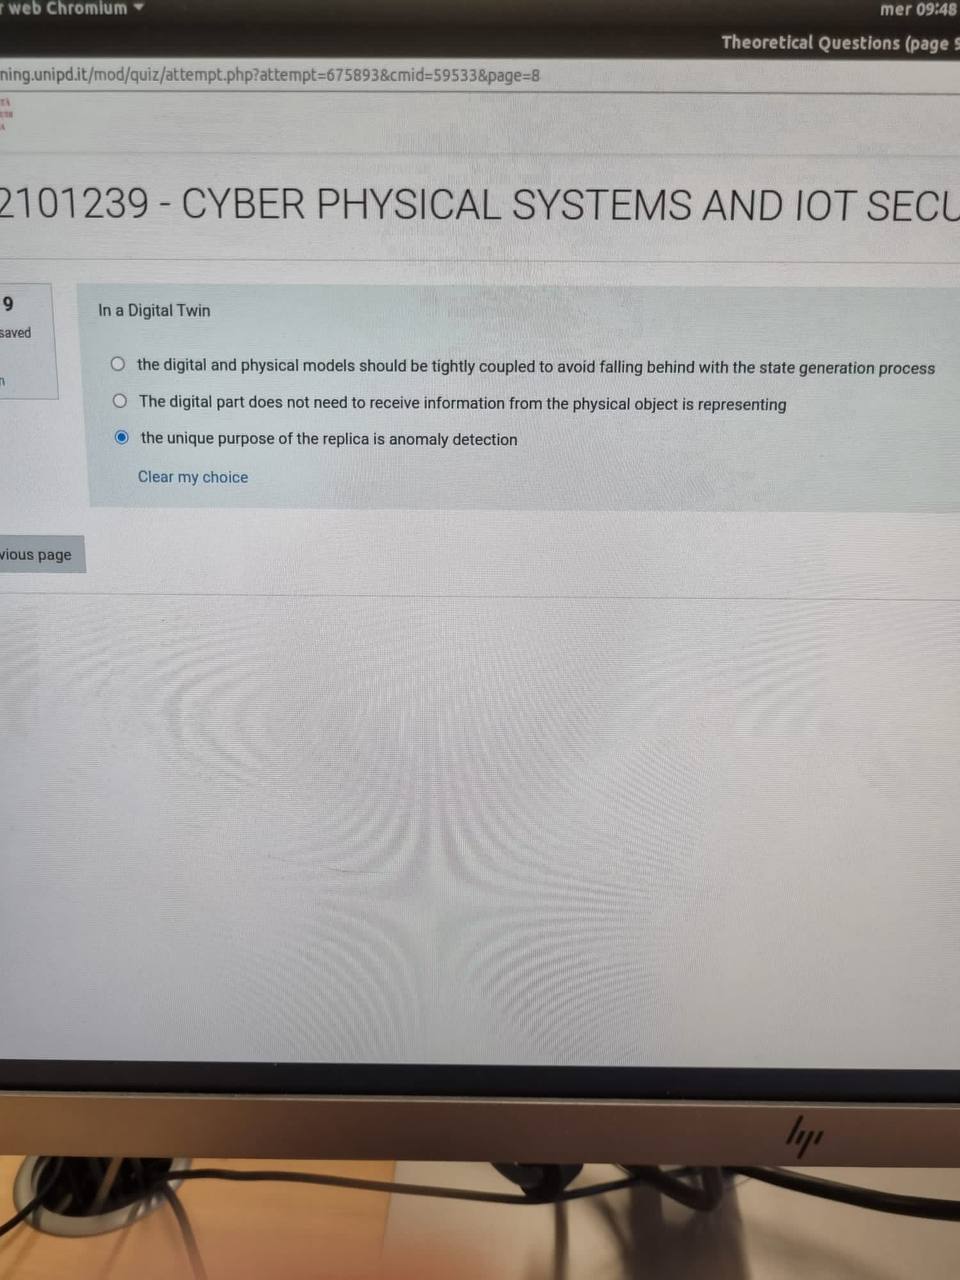 web Chromium
mer 09:48
Theoretical Questions (page 9
ning.unipd.it/mod/quiz/attempt.php?attempt=675893&cmid=59533&page=8
2101239 - CYBER PHYSICAL SYSTEMS AND IOT SECU
9
saved
In a Digital Twin
the digital and physical models should be tightly coupled to avoid falling behind with the state generation process
The digital part does not need to receive information from the physical object is representing
the unique purpose of the replica is anomaly detection
Clear my choice
vious page
hp